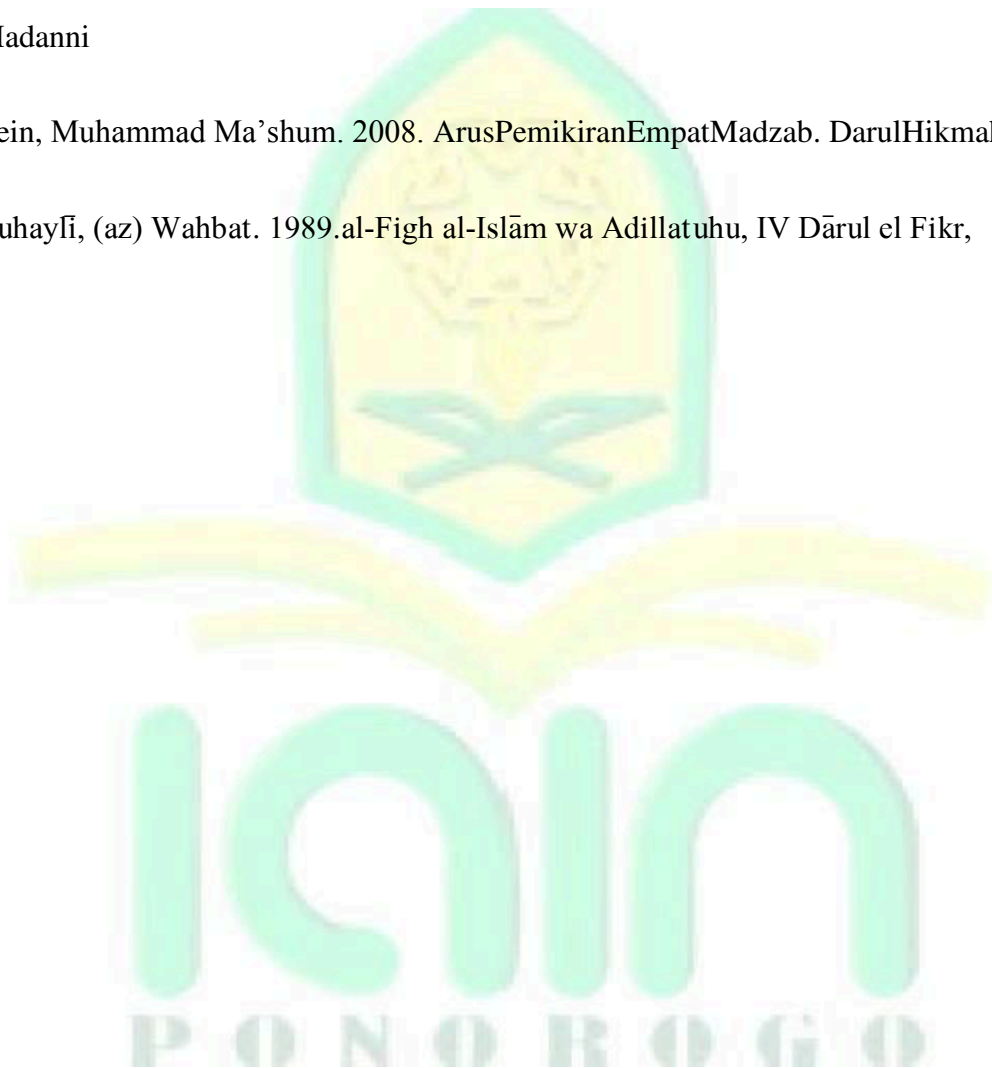 Madanni
ein, Muhammad Ma’shum. 2008. ArusPemikiranEmpatMadzab. DarulHikmah
uhaylī, (az) Wahbat. 1989.al-Figh al-Islām wa Adillatuhu, IV Dārul el Fikr,
IAIN
PONOROGO